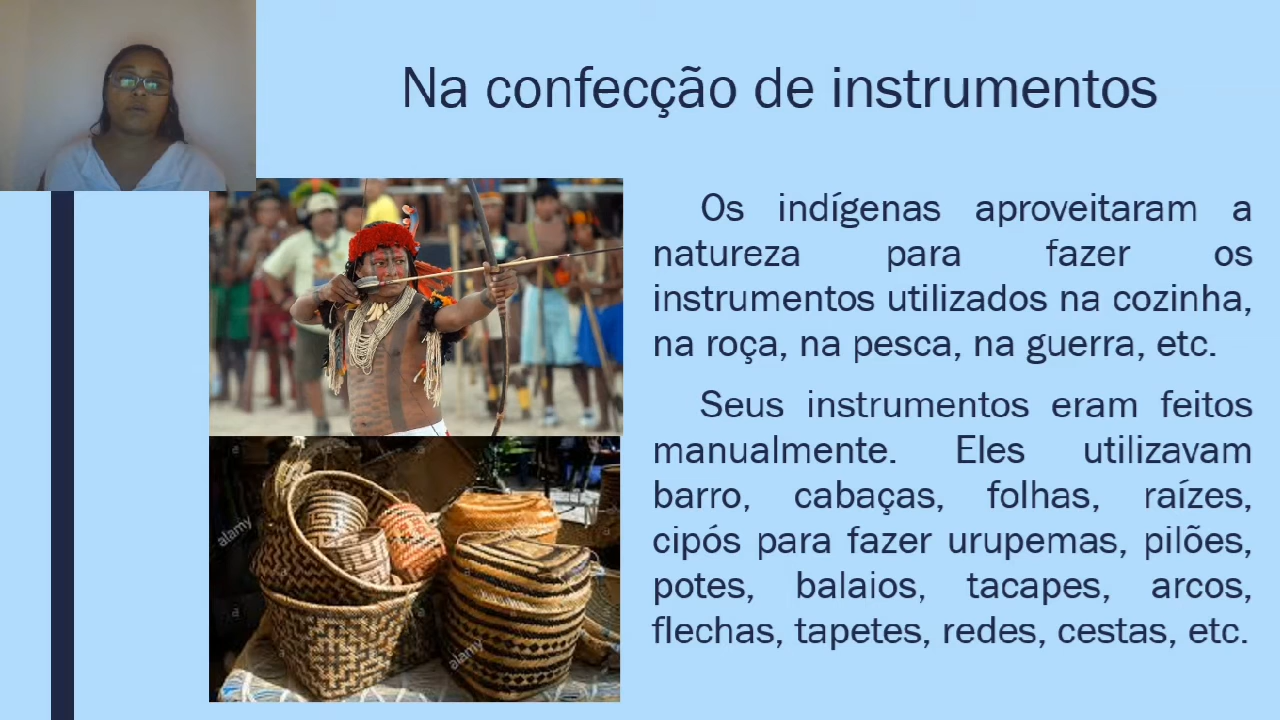 Na confecção de instrumentos
Os indígenas aproveitaram a
natureza para fazer os
instrumentos utilizados na cozinha,
na roça, na pesca, na guerra, etc.
Seus instrumentos eram feitos
manualmente. Eles utilizavam
barro, cabaças, folhas, raízes,
cipós para fazer urupemas, pilões,
potes, balaios, tacapes, arcos,
flechas, tapetes, redes, cestas, etc.
alamy
alamy